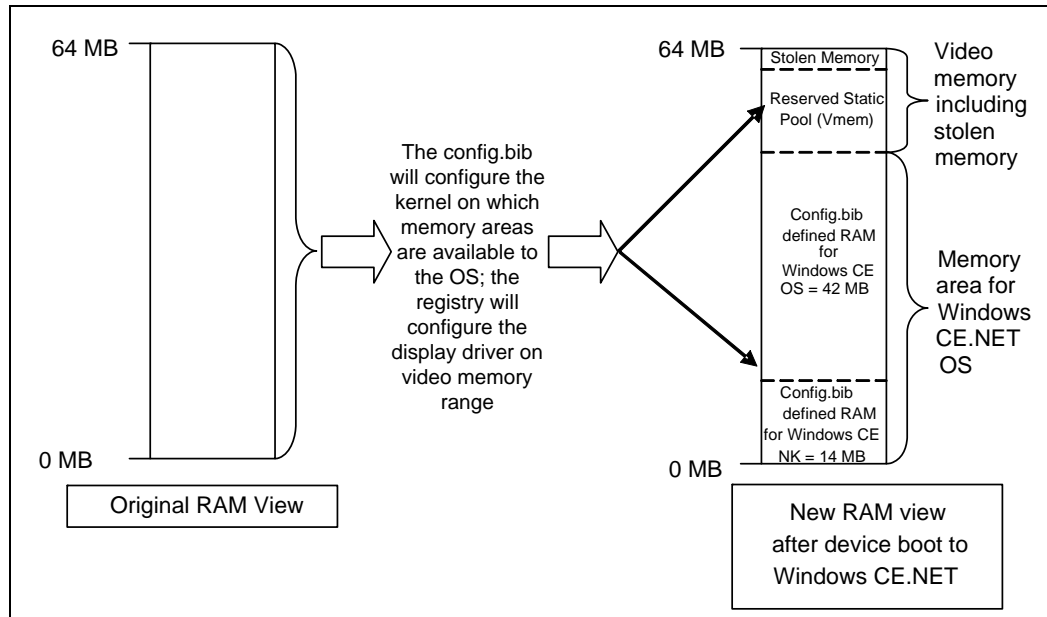 64 MB
0 MB
Original RAM View
The config.bib
will configure the
kernel on which
memory areas
are available to
the OS; the
registry will
configure the
display driver on
video memory
range
64 MB
Stolen Memory
Reserved Static
Pool (Vmem)
Config.bib
defined RAM
for
Windows CE
OS = 42 MB
Config.bib
defined RAM
for Windows CE
NK = 14 MB
0 MB
Video
memory
including
stolen
memory
Memory
area for
Windows
CE.NET
OS
New RAM view
after device boot to
Windows CE.NET